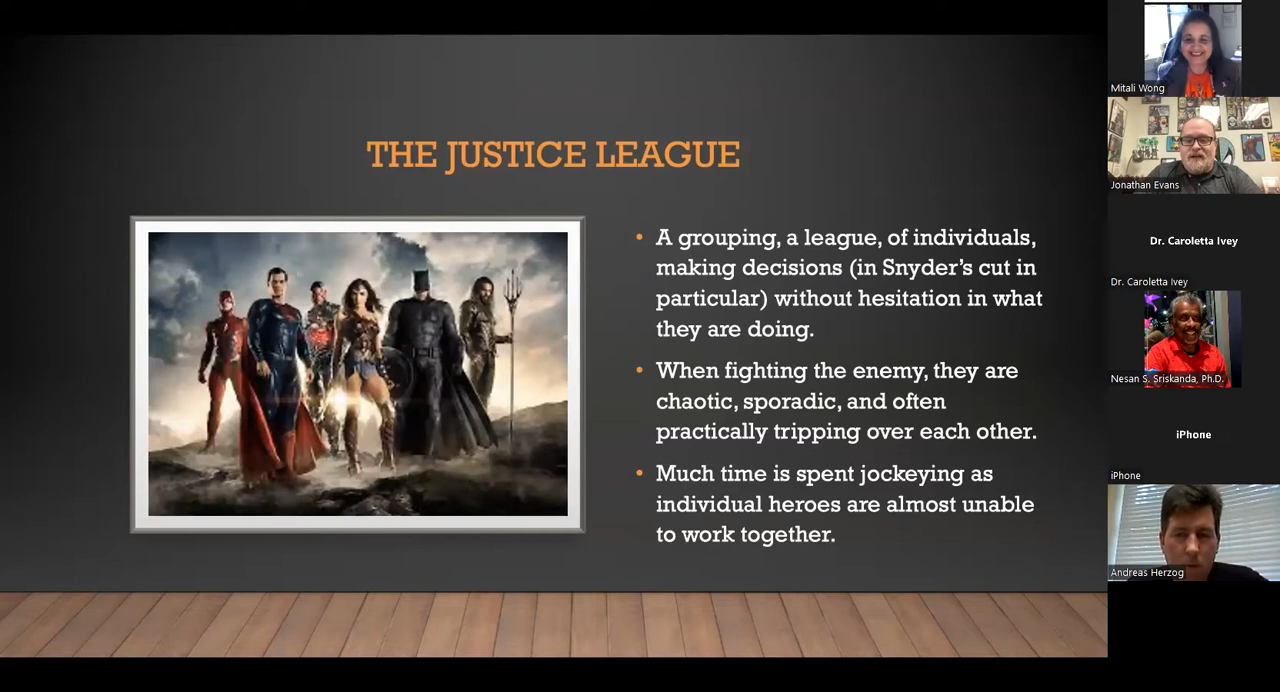 THE JUSTICE LEAGUE
• A grouping, a league, of individuals,
making decisions (in Snyder's cut in
particular) without hesitation in what
they are doing.
• When fighting the enemy, they are
chaotic, sporadic, and often
practically tripping over each other.
• Much time is spent jockeying as
individual heroes are almost unable
to work together.
Mitali Wong
Jonathan Evans
Dr. Caroletta Ivey
Dr. Caroletta Ivey
Nesan S. Sriskanda, Ph.D.
iPhone
iPhone
Andreas Herzog